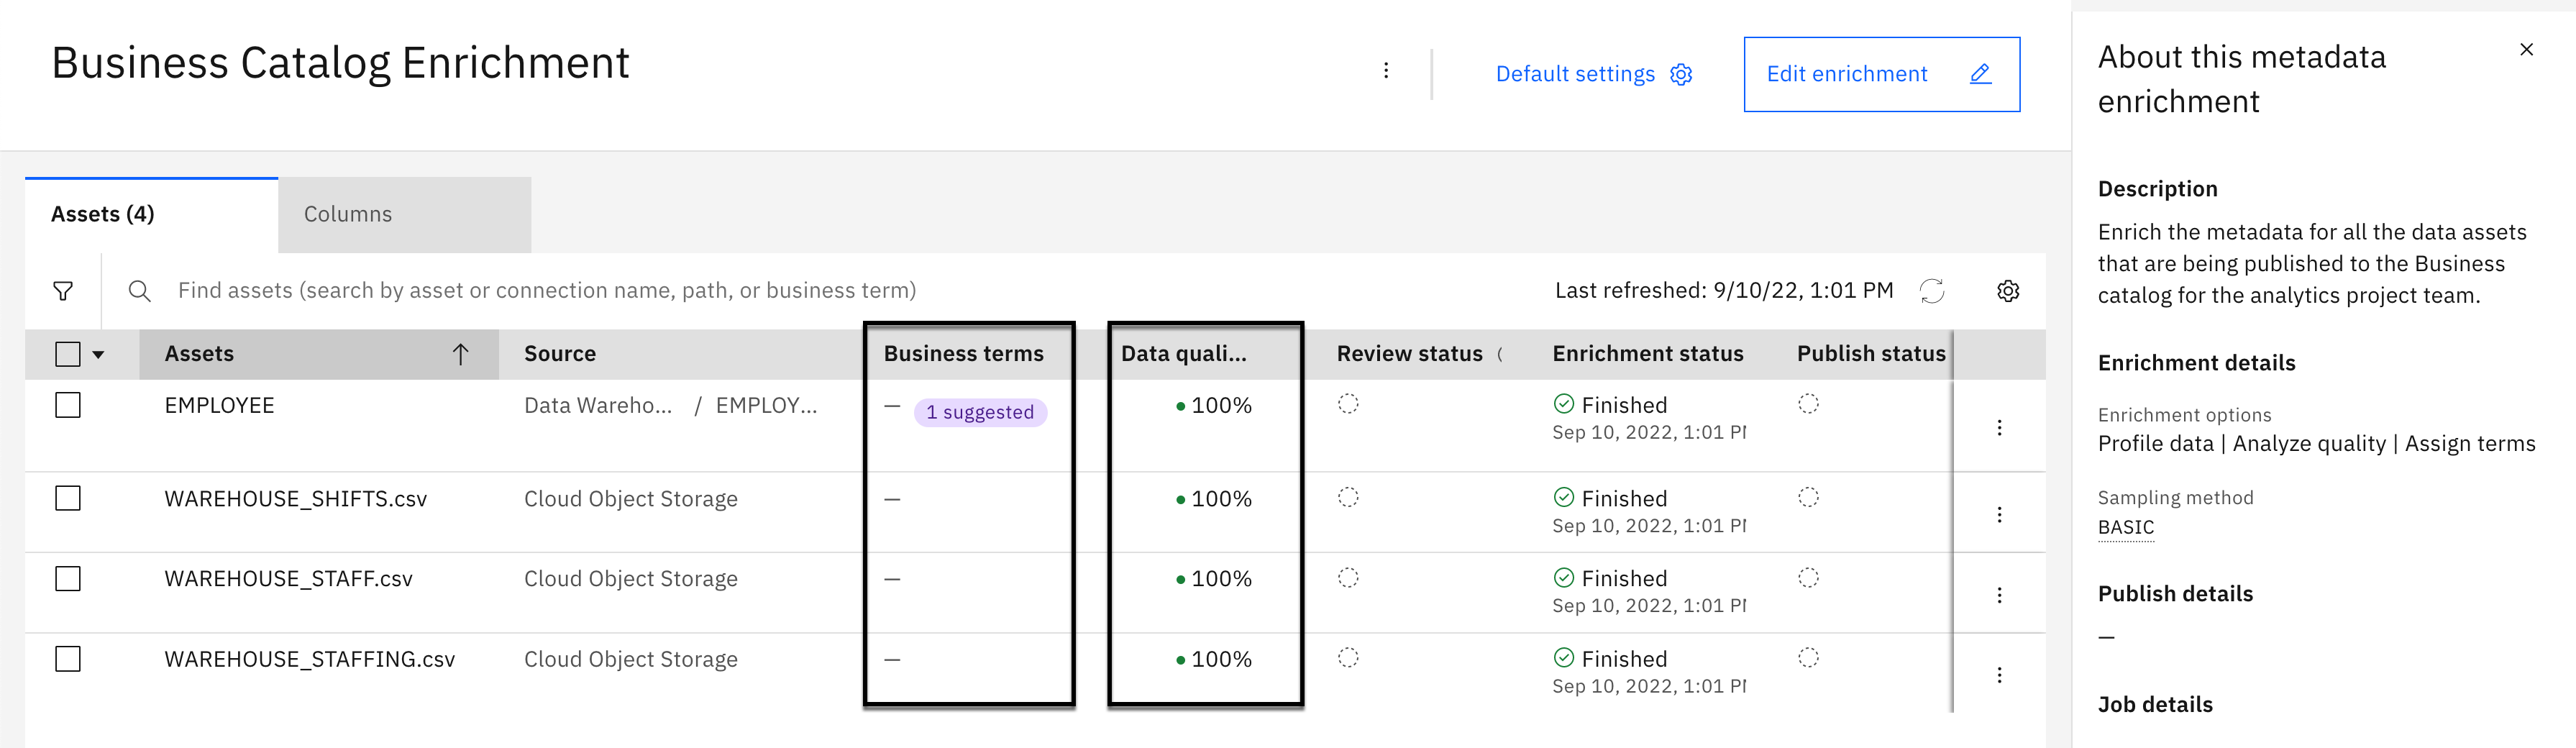 Business Catalog Enrichment
Default settings
Edit enrichment
Assets (4)
Columns
Find assets (search by asset or connection name, path, or business term)
Last refreshed: 9/10/22, 1:01 PM
Assets Source Business terms Data quali... Review status ( Enrichment status Publish status
EMPLOYEE Data Wareho... / EMPLOY... — 1 suggested 100% Finished
Sep 10, 2022, 1:01 PM
WAREHOUSE_SHIFTS.csv Cloud Object Storage — 100% Finished
Sep 10, 2022, 1:01 PM
WAREHOUSE_STAFF.csv Cloud Object Storage — 100% Finished
Sep 10, 2022, 1:01 PM
WAREHOUSE_STAFFING.csv Cloud Object Storage — 100% Finished
Sep 10, 2022, 1:01 PM
About this metadata
enrichment
Description
Enrich the metadata for all the data assets
that are being published to the Business
catalog for the analytics project team.
Enrichment details
Enrichment options
Profile data | Analyze quality | Assign terms
Sampling method
BASIC
Publish details
—
Job details